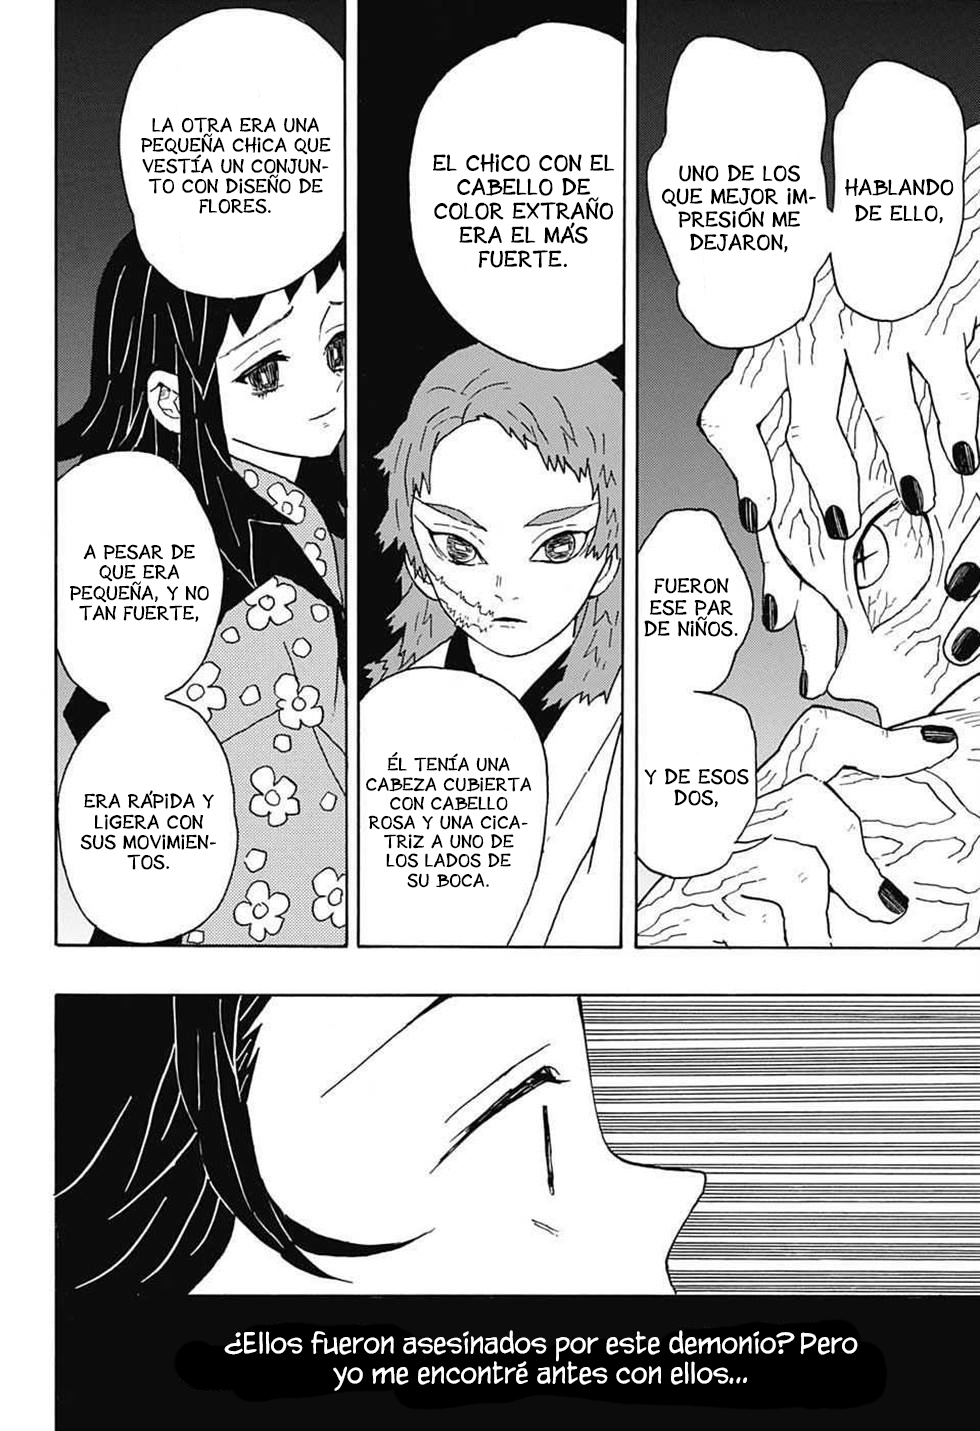 HABLANDO
DE ELLO,
UNO DE LOS
QUE MEJOR IM-
PRESIÓN ME
DEJARON,
FUERON
ESE PAR
DE NIÑOS.
Y DE ESOS
DOS,
EL CHICO CON EL
CABELLO DE
COLOR EXTRAÑO
ERA EL MÁS
FUERTE.
ÉL TENÍA UNA
CABEZA CUBIERTA
CON CABELLO
ROSA Y UNA CICA-
TRIZ A UNO DE
LOS LADOS DE
SU BOCA.
LA OTRA ERA UNA
PEQUEÑA CHICA QUE
VESTÍA UN CONJUN-
TO CON DISEÑO DE
FLORES.
A PESAR DE
QUE ERA
PEQUEÑA, Y NO
TAN FUERTE,
ERA RÁPIDA Y
LIGERA CON
SUS MOVIMIEN-
TOS.
¿Ellos fueron asesinados por este demonio? Pero
yo me encontré antes con ellos...